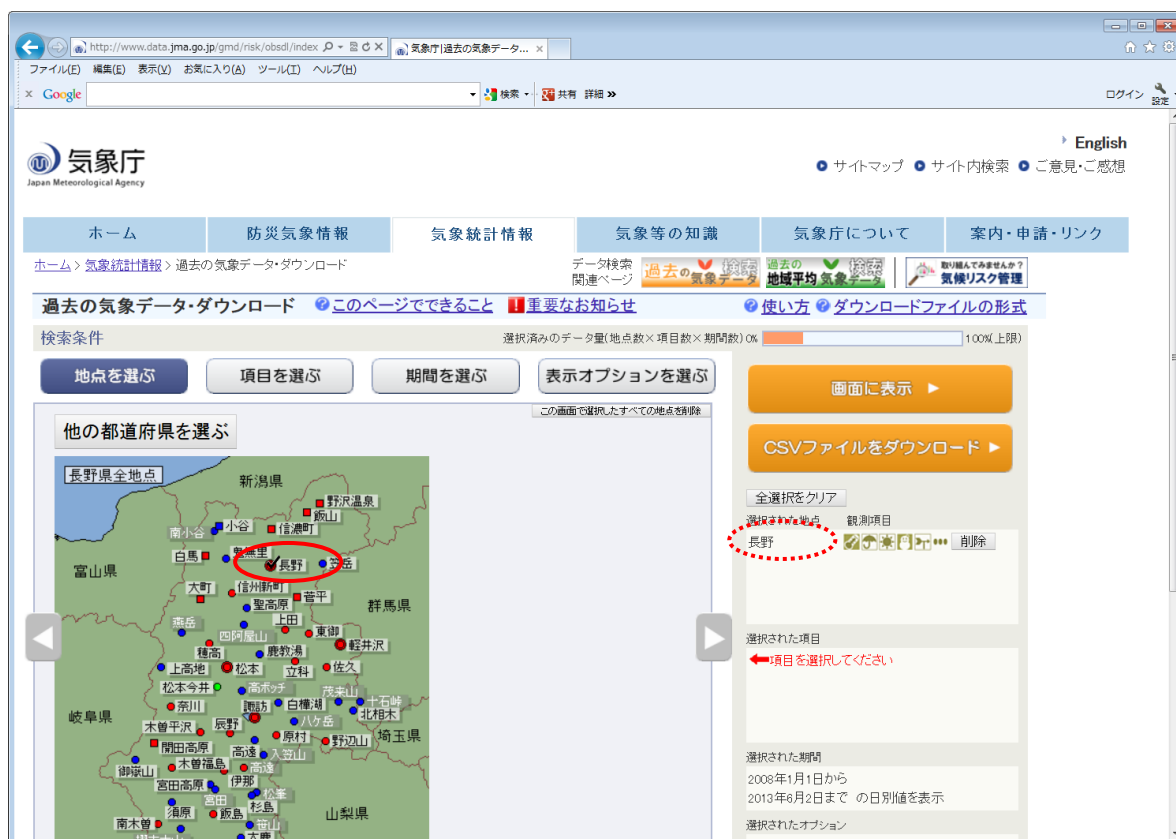 http://www.data.jma.go.jp/gmd/risk/obsdl/index
気象庁|過去の気象データ...
ファイル(F) 編集(E) 表示(V) お気に入り(A) ツール(T) ヘルプ(H)
Google 検索 共有 詳細 ログイン 設定
気象庁
Japan Meteorological Agency
English
サイトマップ サイト内検索 ご意見・ご感想
ホーム 防災気象情報 気象統計情報 気象等の知識 気象庁について 案内・申請・リンク
ホーム > 気象統計情報 > 過去の気象データ・ダウンロード
データ検索
関連ページ
過去の気象データ 検索
過去の地域平均気象データ 検索
取り組んでみませんか?
気候リスク管理
過去の気象データ・ダウンロード このページでできること 重要なお知らせ 使い方 ダウンロードファイルの形式
検索条件 選択済みのデータ量(地点数×項目数×期間数) 0% 100%(上限)
地点を選ぶ 項目を選ぶ 期間を選ぶ 表示オプションを選ぶ
画面に表示
この画面で選択したすべての地点を削除
他の都道府県を選ぶ
CSVファイルをダウンロード
長野県全地点
新潟県
野沢温泉
飯山
小谷
信濃町
南小谷
白馬
鬼無里
長野
笠岳
富山県
大町
信州新町
菅平
聖高原
群馬県
燕岳
上田
四阿屋山
東御
穂高
鹿教湯
軽井沢
上高地
松本
立科
佐久
松本今井
高ボッチ
茂来山
奈川
諏訪
白樺湖
十石峠
北相木
岐阜県
木曽平沢
辰野
八ケ岳
原村
野辺山
埼玉県
開田高原
高遠
入笠山
御嶽山
木曽福島
高遠
宮田高原
伊那
宮田
松峯
杉島
須原
飯島
山梨県
南木曽
笹山
大鹿
全選択をクリア
選択された地点 観測項目
長野 削除
選択された項目
項目を選択してください
選択された期間
2008年1月1日から
2013年6月2日まで の日別値を表示
選択されたオプション